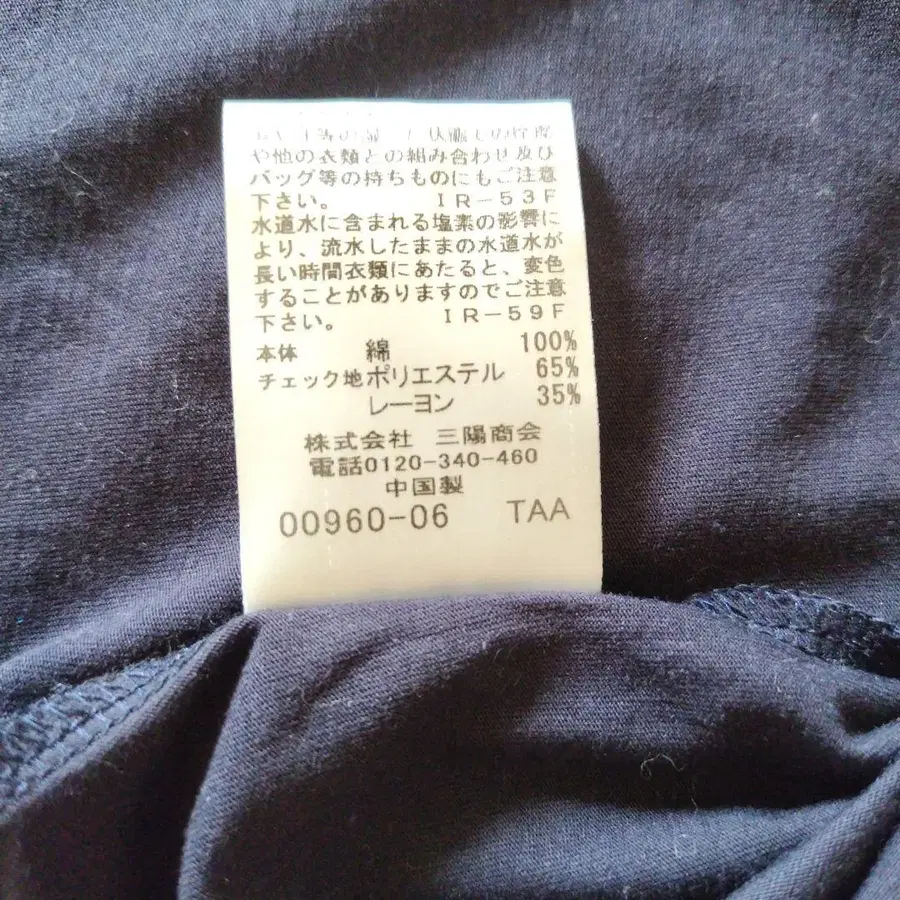 や他の衣類との組み合わせ及び
バッグ等の持ちものにもご注意
下さい。 IR-53F
水道水に含まれる塩素の影響に
より、流水したままの水道水が
長い時間衣類にあたると、変色
することがありますのでご注意
下さい。 IR-59F
本体 綿 100%
チェック地ポリエステル 65%
レーヨン 35%
株式会社 三陽商会
電話0120-340-460
中国製
00960-06 TAA